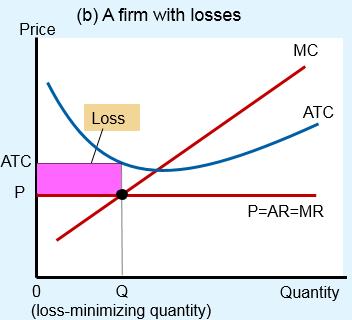 (b) A firm with losses
Price
MC
ATC
Loss
ATC
P
P=AR=MR
0
Q
Quantity
(loss-minimizing quantity)